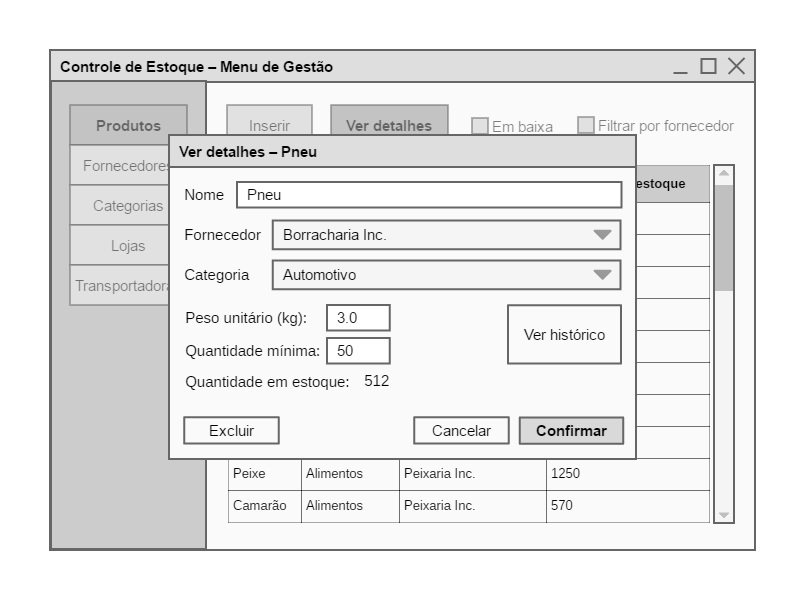 Controle de Estoque – Menu de Gestão
Produtos
Fornecedores
Categorias
Lojas
Inserir
Ver detalhes
Em baixa
Filtrar por fornecedor
Ver detalhes – Pneu
Nome
Pneu
Fornecedor
Borracharia Inc.
Categoria
Automotivo
Peso unitário (kg):
3.0
Quantidade mínima:
50
Quantidade em estoque:
512
Ver histórico
Excluir
Cancelar
Confirmar
estoque
Peixe Alimentos Peixaria Inc. 1250
Camarão Alimentos Peixaria Inc. 570